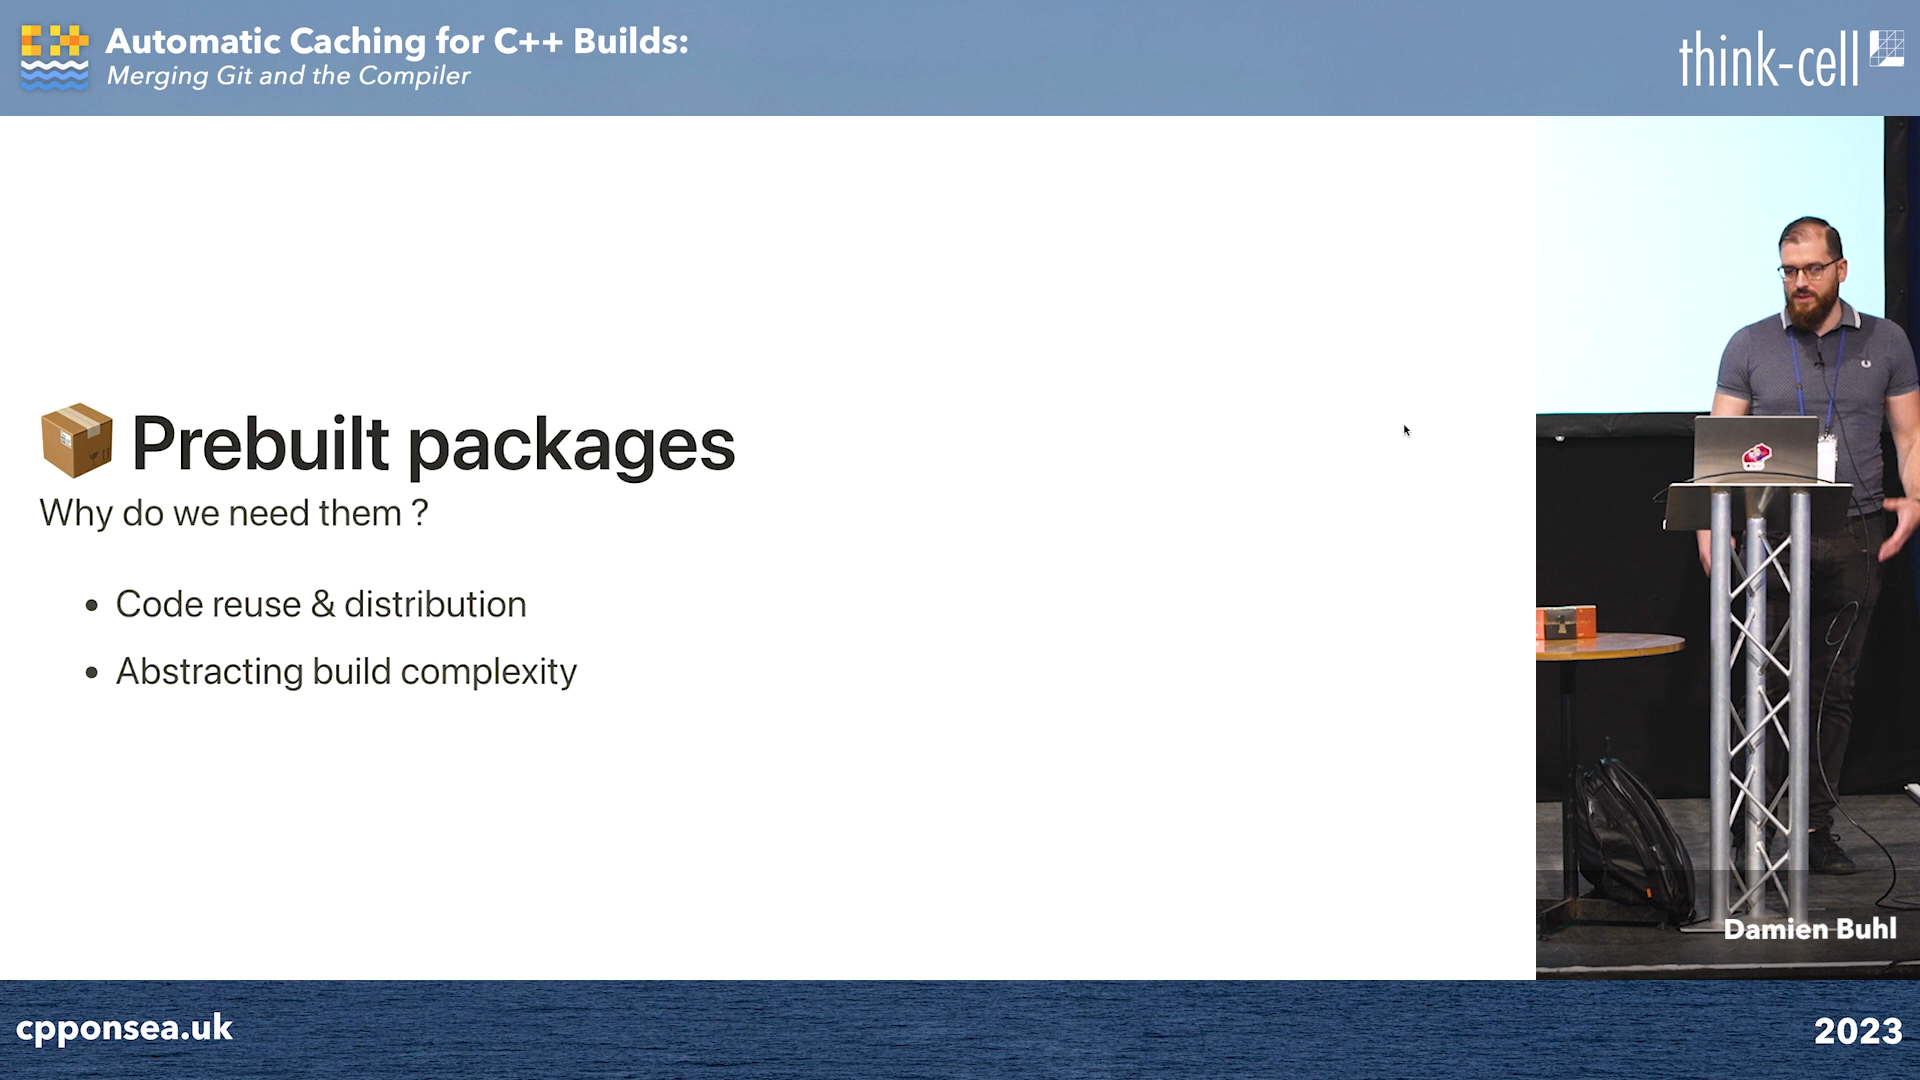 Automatic Caching for C++ Builds:
Merging Git and the Compiler
think-cell
📦 Prebuilt packages
Why do we need them ?
• Code reuse & distribution
• Abstracting build complexity
Damien Buhl
cpponsea.uk
2023